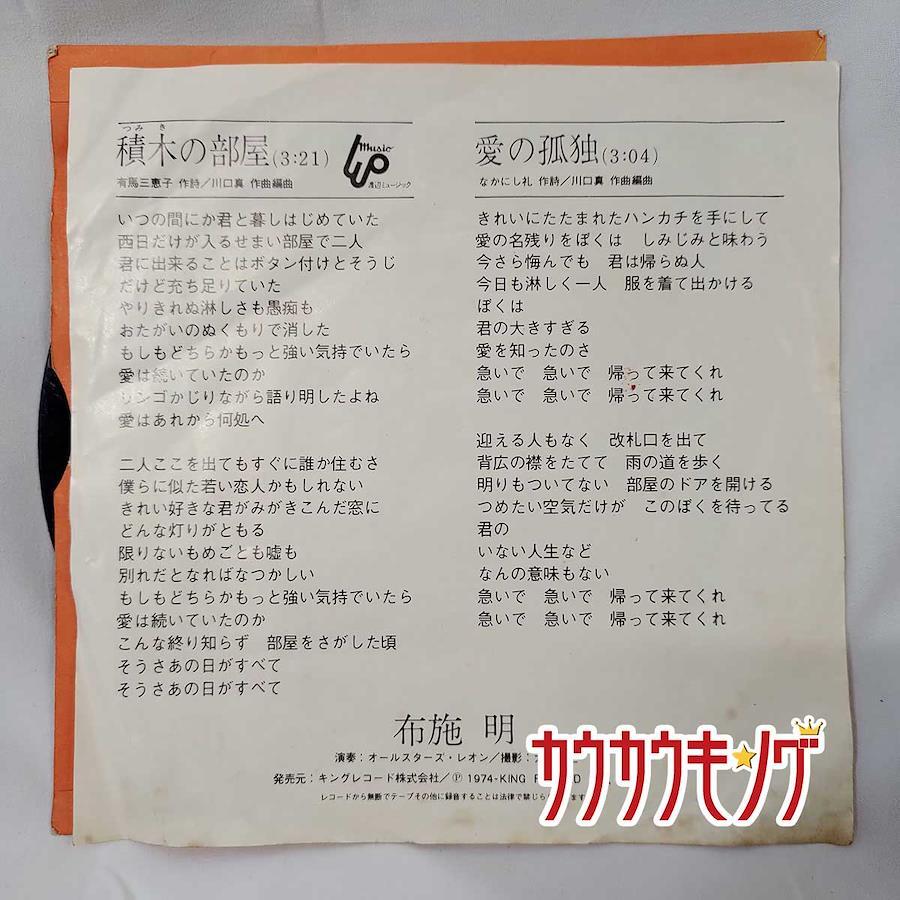 つみき
積木の部屋(3:21)
music
渡辺ミュージック
有馬三恵子 作詩/川口真 作曲編曲
いつの間にか君と暮しはじめていた
西日だけが入るせまい部屋で二人
君に出来ることはボタン付けとそうじ
だけど充ち足りていた
やりきれぬ淋しさも愚痴も
おたがいのぬくもりで消した
もしもどちらかもっと強い気持でいたら
愛は続いていたのか
リンゴかじりながら語り明したよね
愛はあれから何処へ
二人ここを出てもすぐに誰か住むさ
僕らに似た若い恋人かもしれない
きれい好きな君がみがきこんだ窓に
どんな灯りがともる
限りないもめごとも嘘も
別れだとなればなつかしい
もしもどちらかもっと強い気持でいたら
愛は続いていたのか
こんな終り知らず 部屋をさがした頃
そうさあの日がすべて
そうさあの日がすべて
愛の孤独(3:04)
なかにし礼 作詩/川口真 作曲編曲
きれいにたたまれたハンカチを手にして
愛の名残りをぼくは しみじみと味わう
今さら悔んでも 君は帰らぬ人
今日も淋しく一人 服を着て出かける
ぼくは
君の大きすぎる
愛を知ったのさ
急いで 急いで 帰って来てくれ
急いで 急いで 帰って来てくれ
迎える人もなく 改札口を出て
背広の襟をたてて 雨の道を歩く
明りもついてない 部屋のドアを開ける
つめたい空気だけが このぼくを待ってる
君の
いない人生など
なんの意味もない
急いで 急いで 帰って来てくれ
急いで 急いで 帰って来てくれ
布施 明
演奏:オールスターズ・レオン/撮影:
発売元:キングレコード株式会社/Ⓟ 1974-KING
レコードから無断でテープその他に録音することは法律で禁じら
カウカウキング